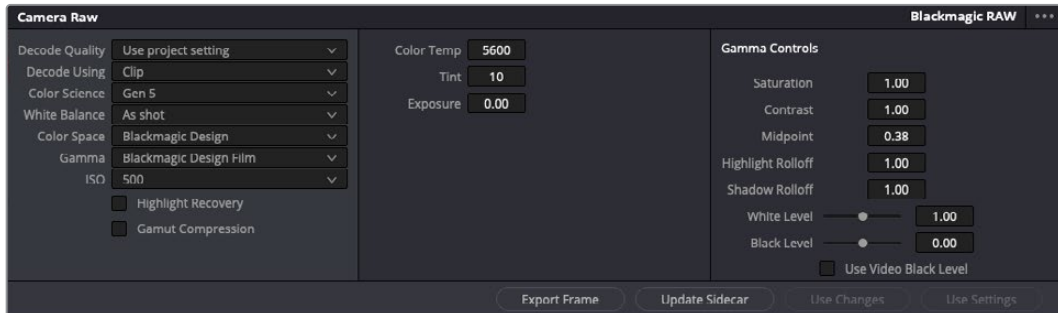 Camera Raw
Blackmagic RAW
Decode Quality Use project setting
Decode Using Clip
Color Science Gen 5
White Balance As shot
Color Space Blackmagic Design
Gamma Blackmagic Design Film
ISO 500
Highlight Recovery
Gamut Compression
Color Temp 5600
Tint 10
Exposure 0.00
Gamma Controls
Saturation 1.00
Contrast 1.00
Midpoint 0.38
Highlight Rolloff 1.00
Shadow Rolloff 1.00
White Level 1.00
Black Level 0.00
Use Video Black Level
Export Frame Update Sidecar Use Changes Use Settings